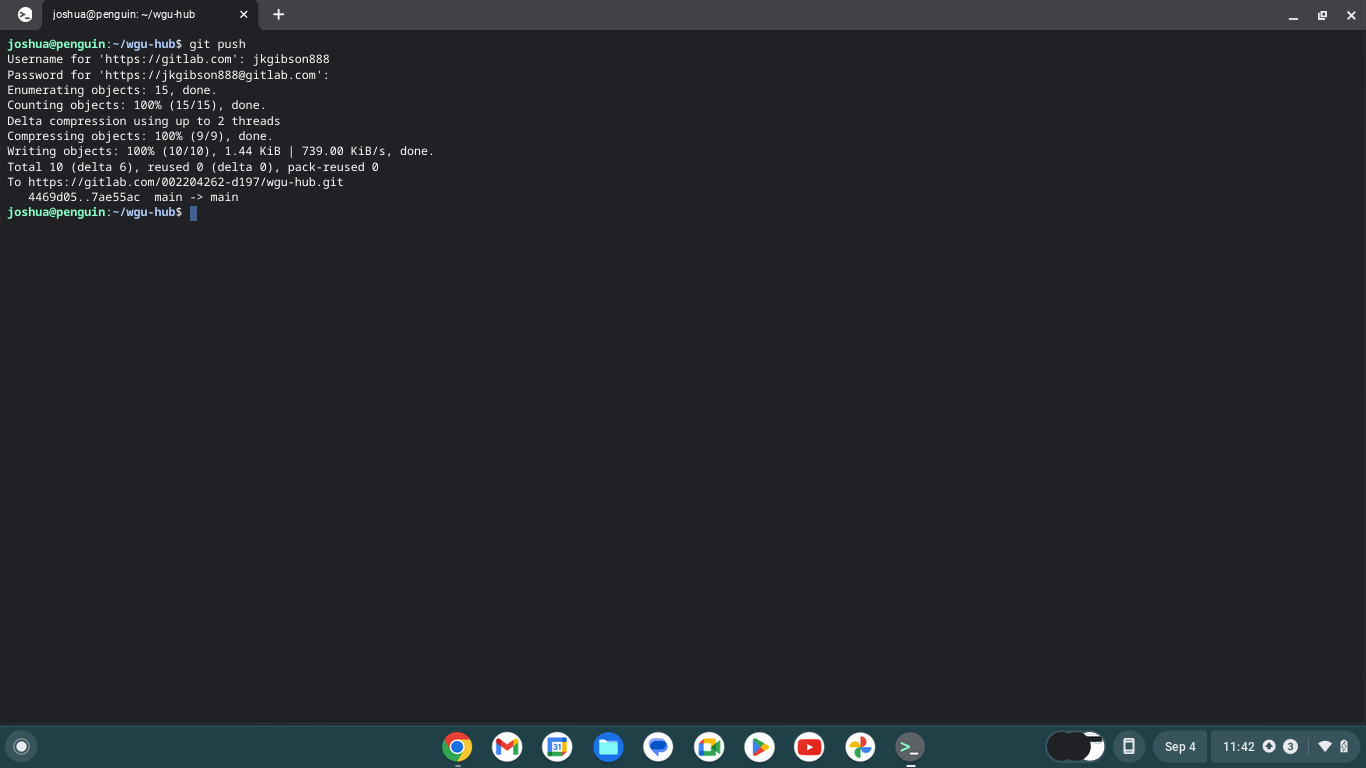 joshua@penguin: ~/wgu-hub
joshua@penguin:~/wgu-hub$ git push
Username for 'https://gitlab.com': jkgibson888
Password for 'https://jkgibson888@gitlab.com':
Enumerating objects: 15, done.
Counting objects: 100% (15/15), done.
Delta compression using up to 2 threads
Compressing objects: 100% (9/9), done.
Writing objects: 100% (10/10), 1.44 KiB | 739.00 KiB/s, done.
Total 10 (delta 6), reused 0 (delta 0), pack-reused 0
To https://gitlab.com/002204262-d197/wgu-hub.git
   4469d05..7ae55ac  main -> main
joshua@penguin:~/wgu-hub$
31
>_
Sep 4
11:42
3